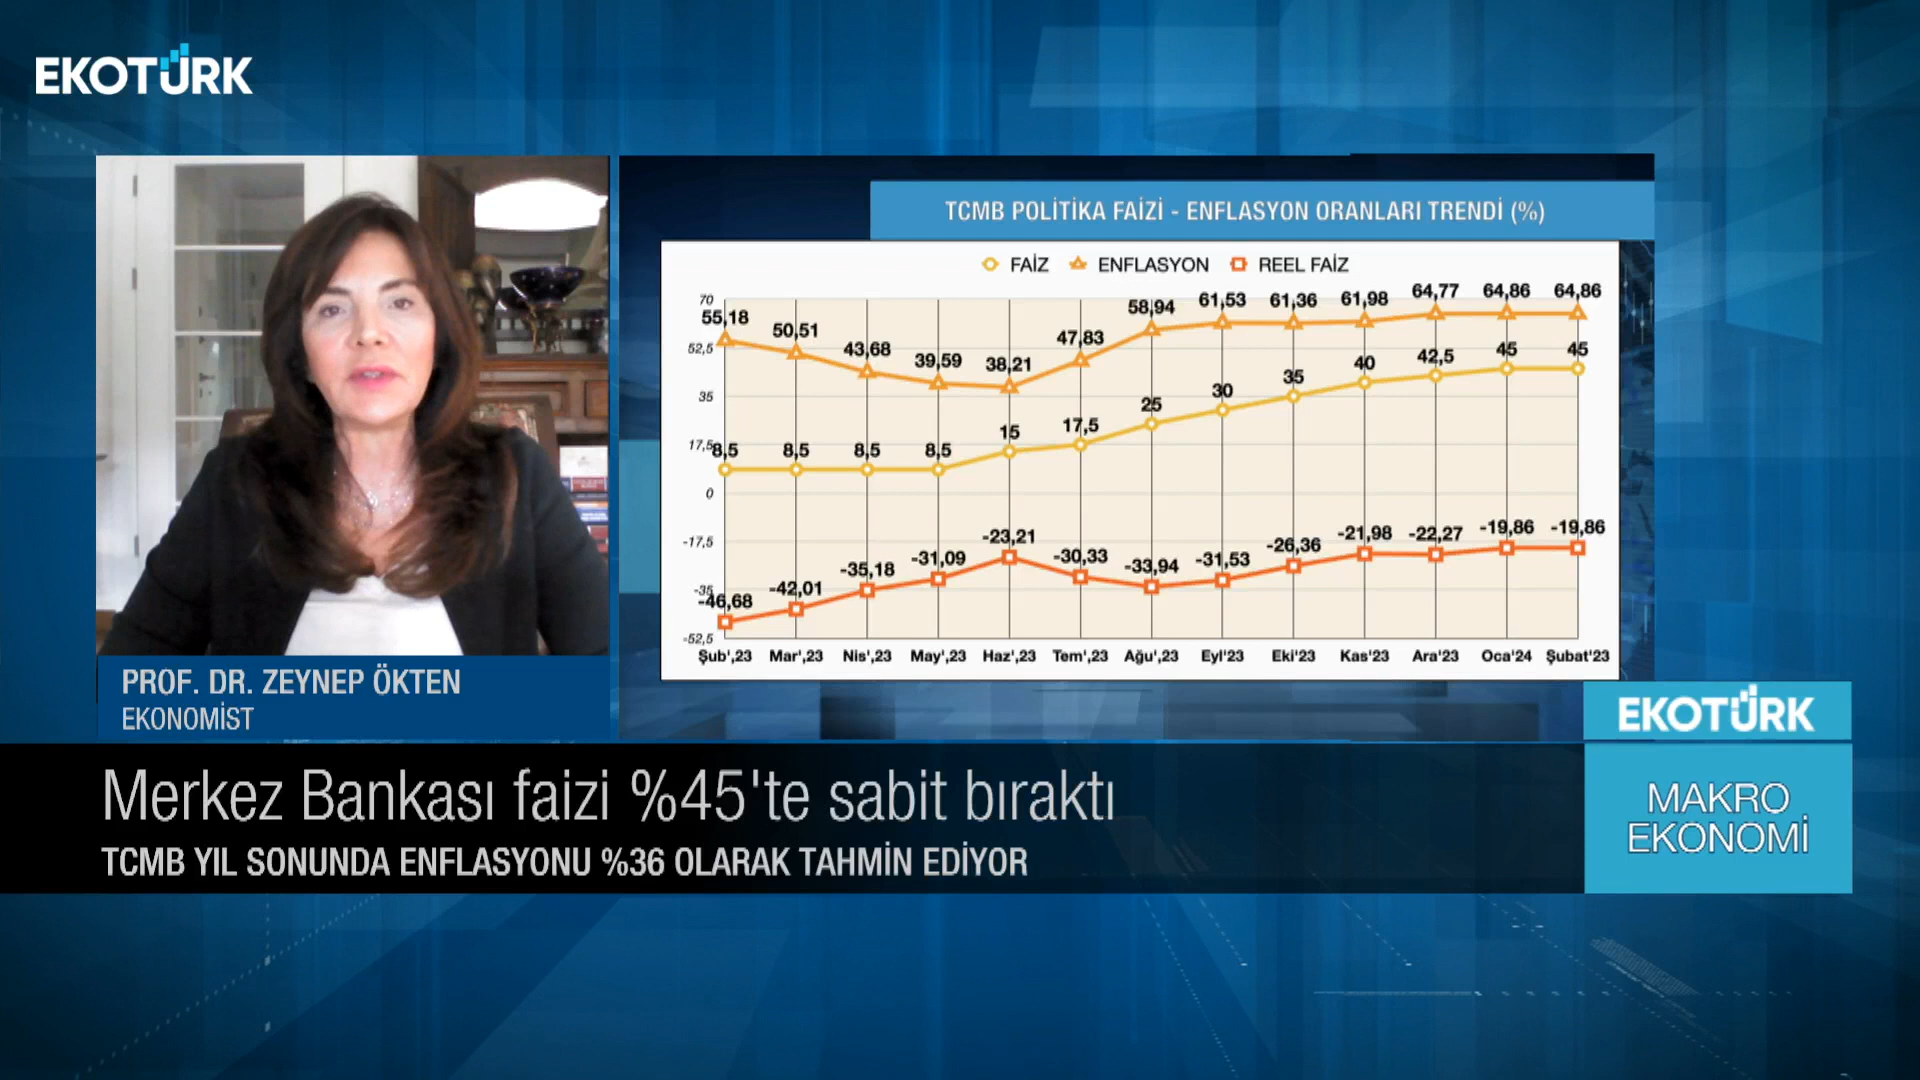 EKOTÜRK
TCMB POLİTİKA FAİZİ - ENFLASYON ORANLARI TRENDİ (%)
FAİZ ENFLASYON REEL FAİZ
70
52,5
35
17,5
0
-17,5
-35
-52,5
55,18 50,51 43,68 39,59 38,21 47,83 58,94 61,53 61,36 61,98 64,77 64,86 64,86
8,5 8,5 8,5 8,5 15 17,5 25 30 35 40 42,5 45 45
-46,68 -42,01 -35,18 -31,09 -23,21 -30,33 -33,94 -31,53 -26,36 -21,98 -22,27 -19,86 -19,86
Şub',23 Mar',23 Nis',23 May',23 Haz',23 Tem',23 Ağu',23 Eyl'23 Eki'23 Kas'23 Ara'23 Oca'24 Şubat'23
PROF. DR. ZEYNEP ÖKTEN
EKONOMİST
EKOTÜRK
Merkez Bankası faizi %45'te sabit bıraktı
TCMB YIL SONUNDA ENFLASYONU %36 OLARAK TAHMİN EDİYOR
MAKRO
EKONOMİ